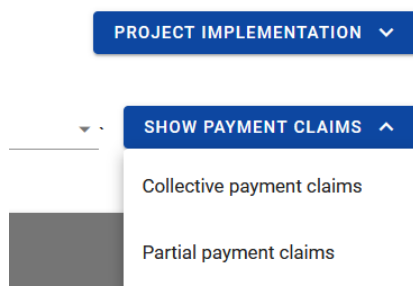 PROJECT IMPLEMENTATION
SHOW PAYMENT CLAIMS
Collective payment claims
Partial payment claims